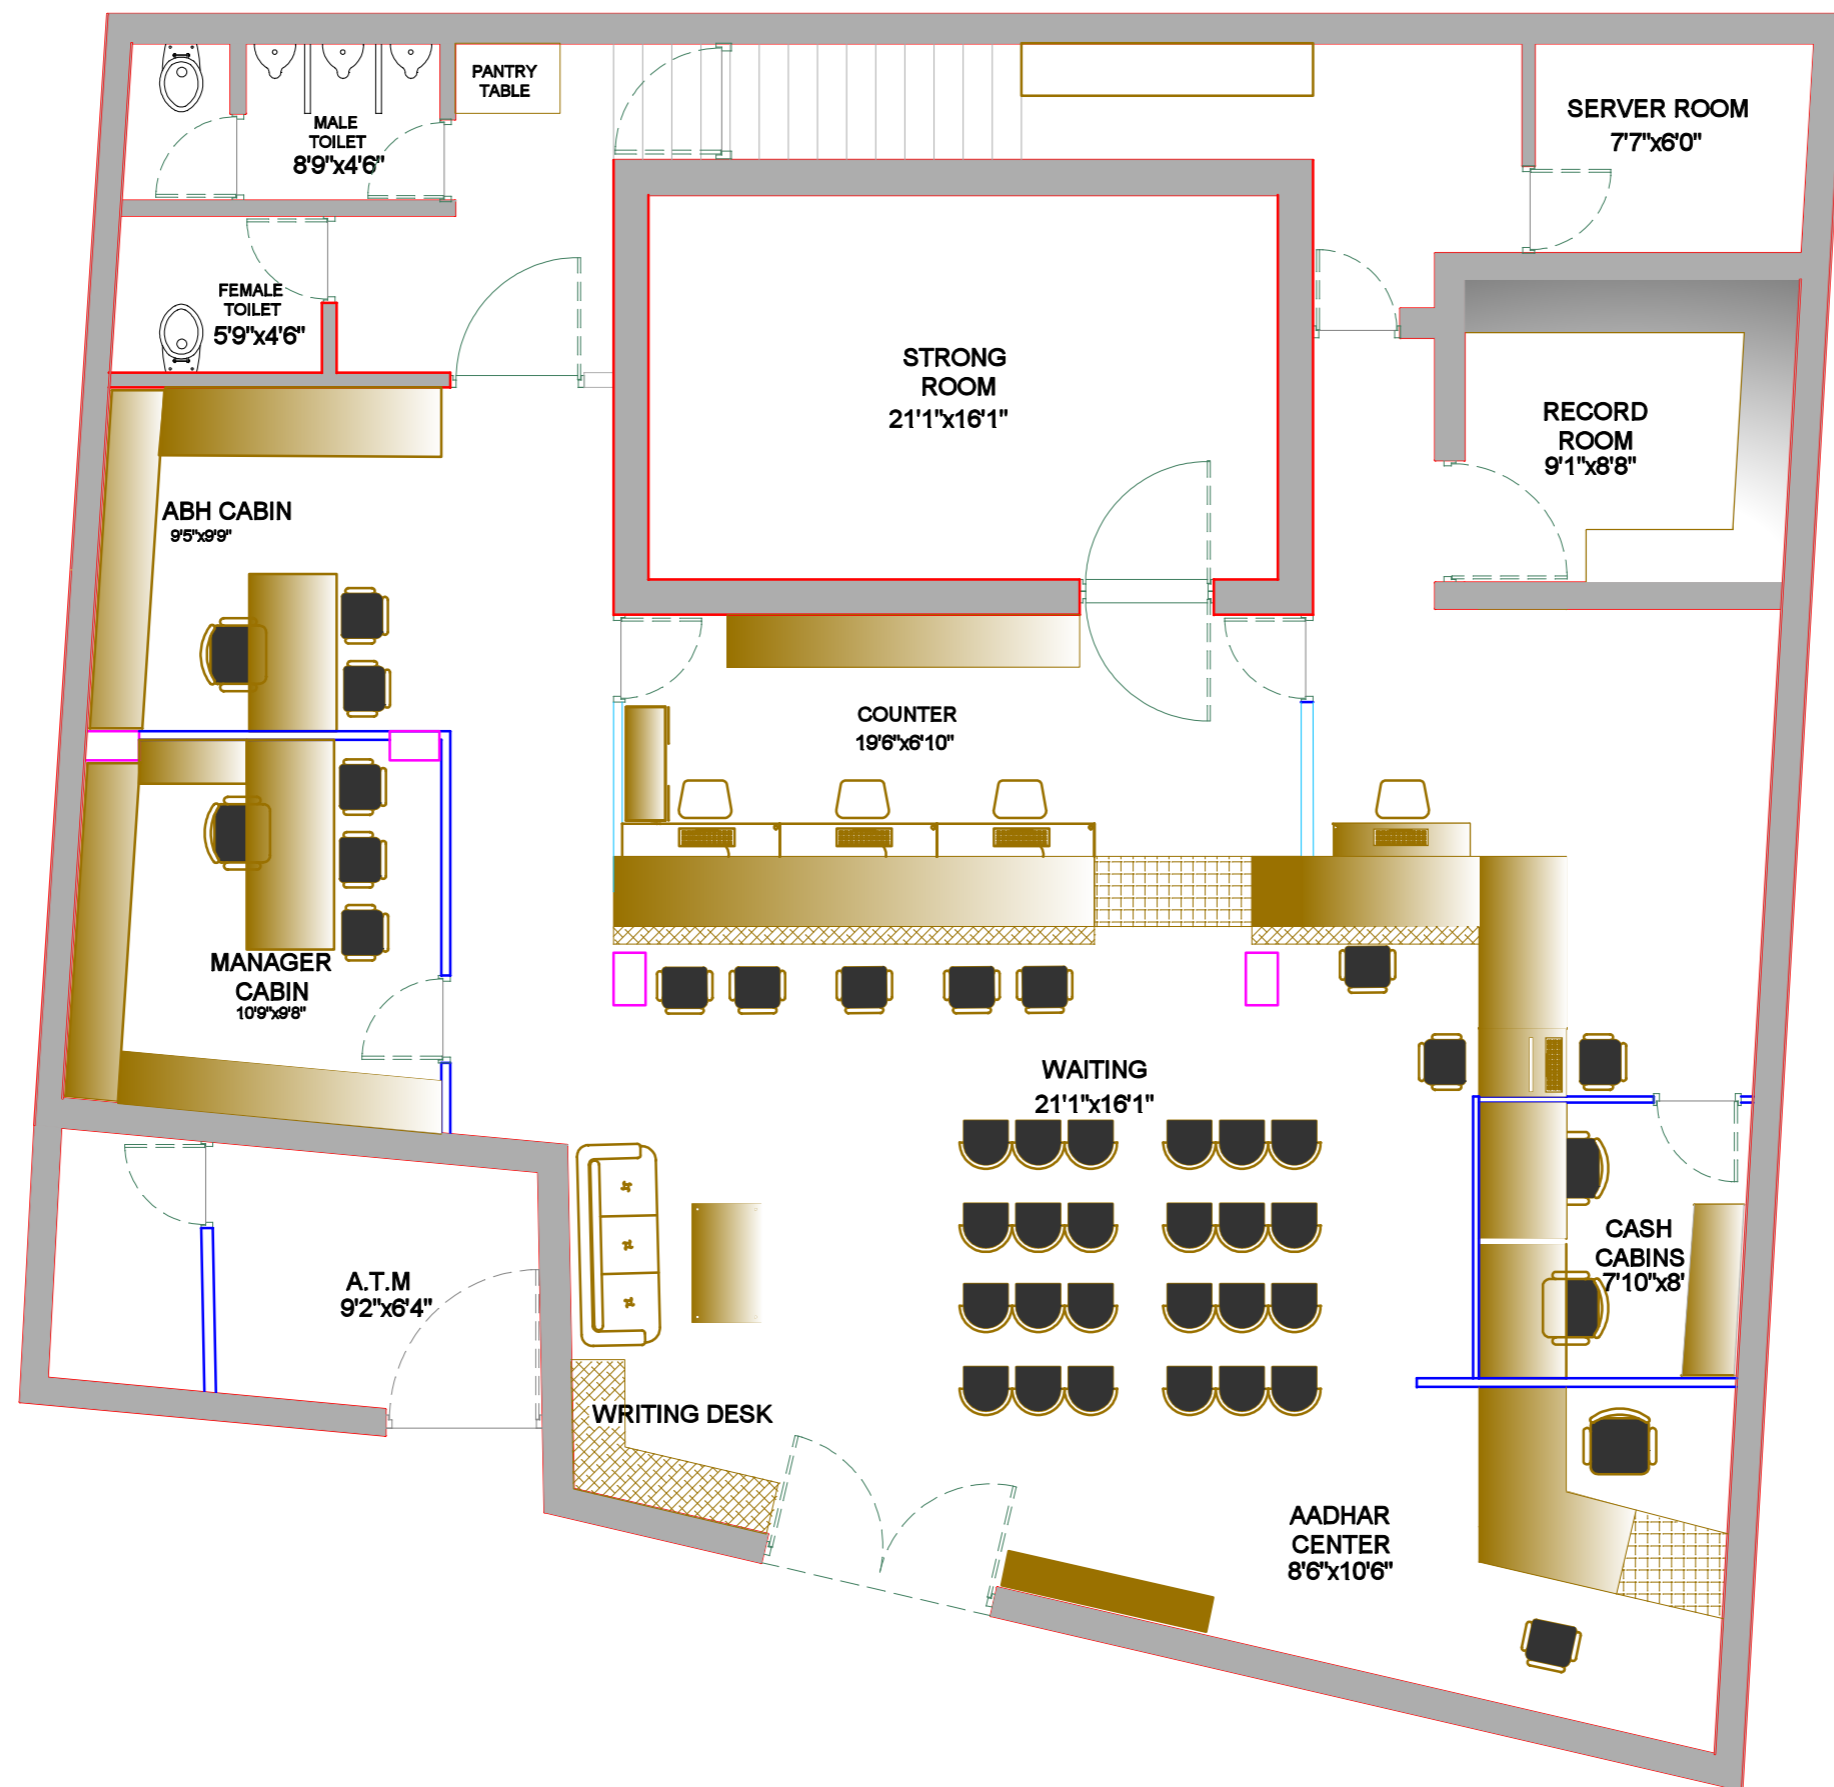 PANTRY
TABLE
SERVER ROOM
7'7"x6'0"
MALE
TOILET
8'9"x4'6"
FEMALE
TOILET
5'9"x4'6"
STRONG
ROOM
21'1"x16'1"
RECORD
ROOM
9'1"x8'8"
ABH CABIN
9'5"x9'9"
COUNTER
19'6"x6'10"
MANAGER
CABIN
10'9"x9'8"
WAITING
21'1"x16'1"
CASH
CABINS
7'10"x8'
A.T.M
9'2"x6'4"
WRITING DESK
AADHAR
CENTER
8'6"x10'6"